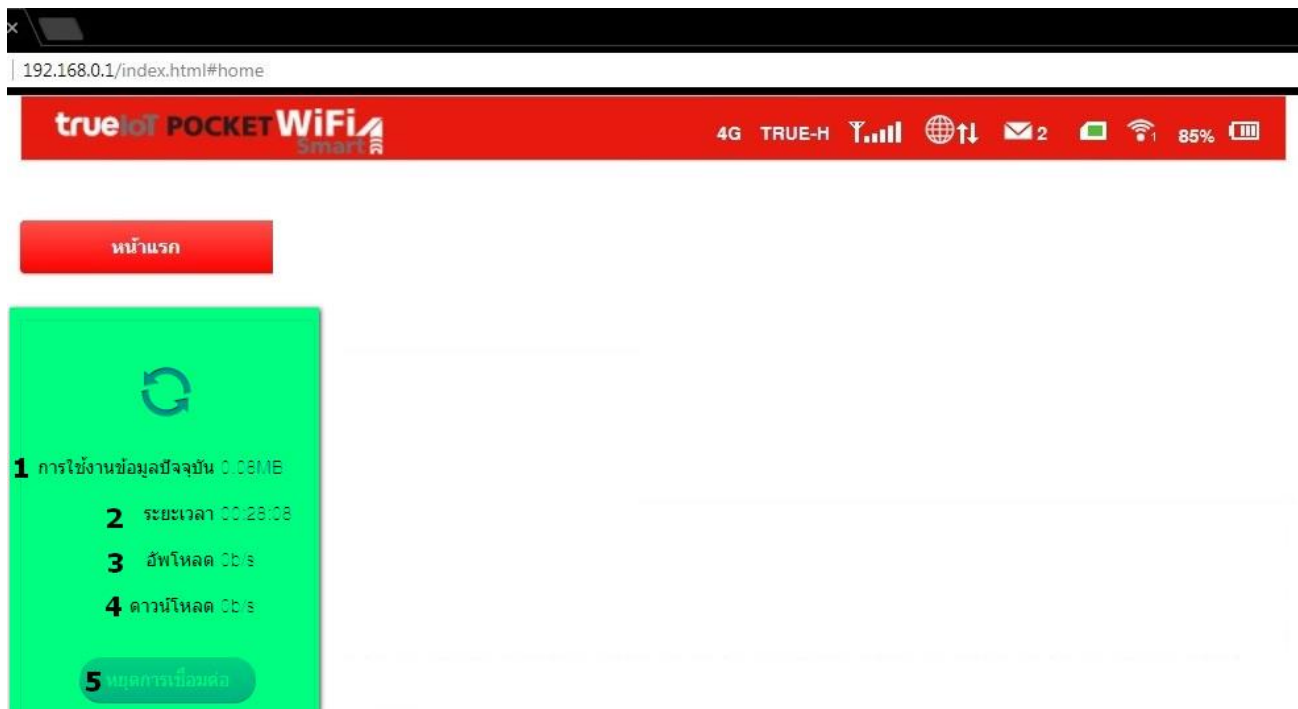 192.168.0.1/index.html#home
trueIoT POCKET WiFi
Smart
4G TRUE-H 2 1 85%
หน้าแรก
1 การใช้งานข้อมูลปัจจุบัน 0.08MB
2 ระยะเวลา 00:28:08
3 อัพโหลด 0b/s
4 ดาวน์โหลด 0b/s
5 หยุดการเชื่อมต่อ